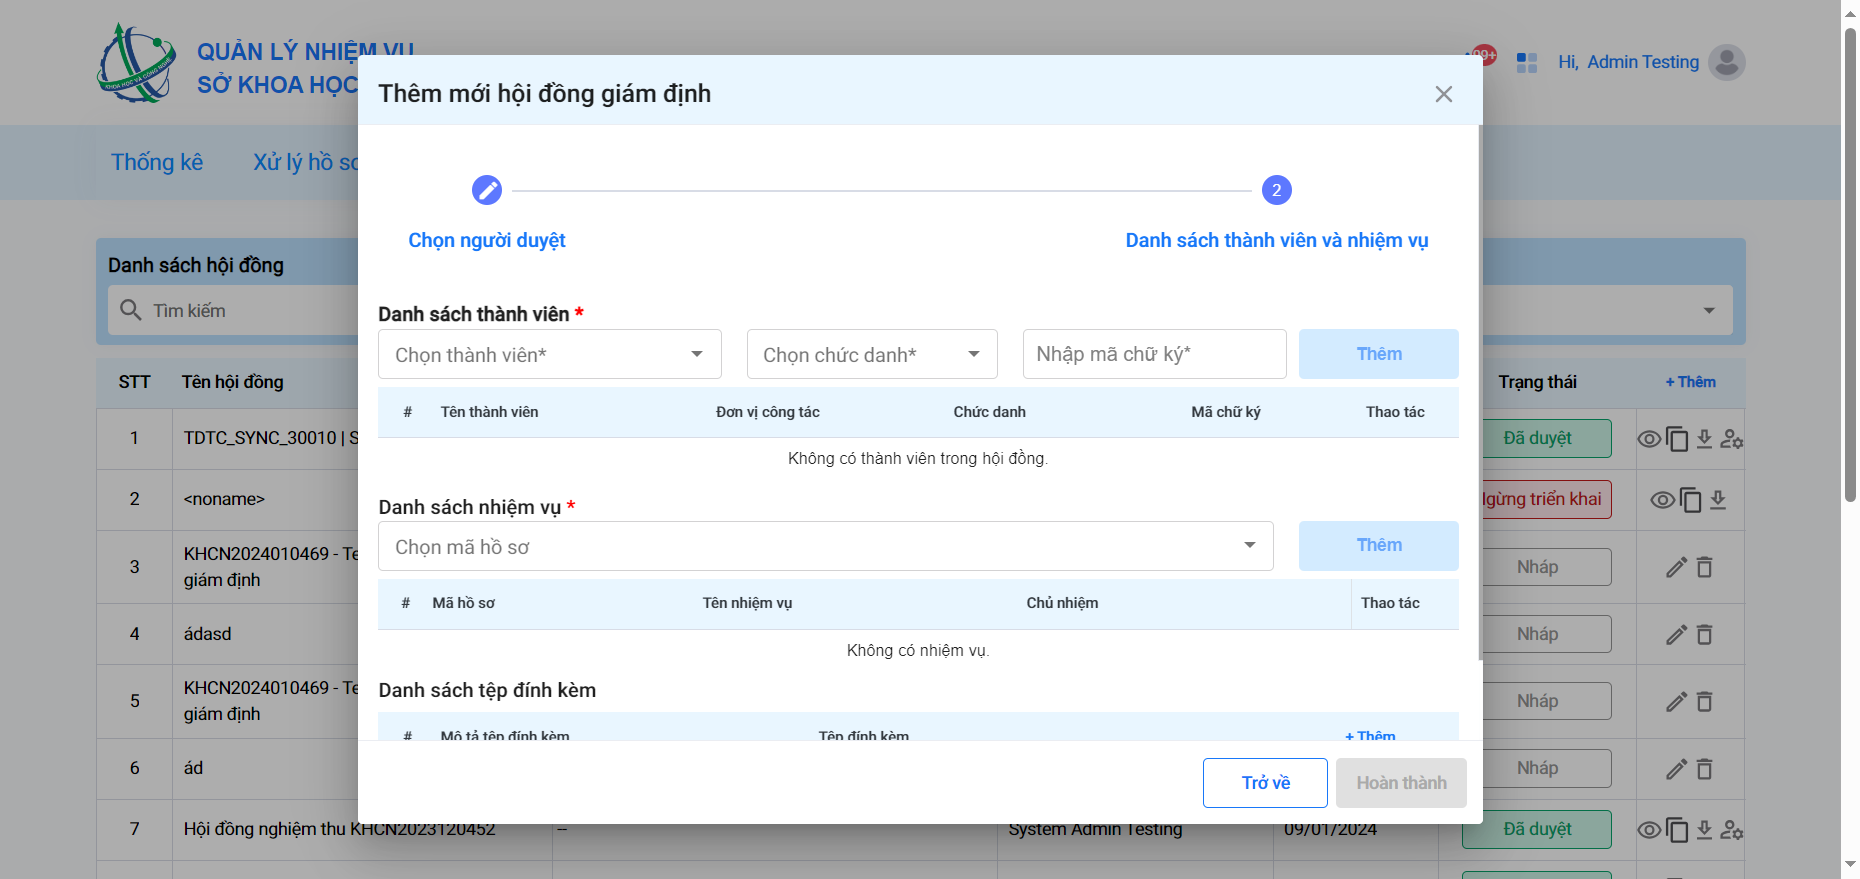 QUẢN LÝ NHIỆM VỤ
SỞ KHOA HỌC
99+
Hi, Admin Testing
Thống kê
Xử lý hồ sơ
Thêm mới hội đồng giám định
2
Chọn người duyệt
Danh sách thành viên và nhiệm vụ
Danh sách hội đồng
Tìm kiếm
Danh sách thành viên *
Chọn thành viên*
Chọn chức danh*
Nhập mã chữ ký*
Thêm
# Tên thành viên Đơn vị công tác Chức danh Mã chữ ký Thao tác
Không có thành viên trong hội đồng.
Danh sách nhiệm vụ *
Chọn mã hồ sơ
Thêm
# Mã hồ sơ Tên nhiệm vụ Chủ nhiệm Thao tác
Không có nhiệm vụ.
Danh sách tệp đính kèm
# Mô tả tệp đính kèm Tệp đính kèm + Thêm
Trở về
Hoàn thành
STT Tên hội đồng Trạng thái + Thêm
1 TDTC_SYNC_30010 | S Đã duyệt
2 <noname> Ngừng triển khai
3 KHCN2024010469 - Te
giám định
Nháp
4 ádasd Nháp
5 KHCN2024010469 - Te
giám định
Nháp
6 ád Nháp
7 Hội đồng nghiệm thu KHCN2023120452 -- System Admin Testing 09/01/2024 Đã duyệt